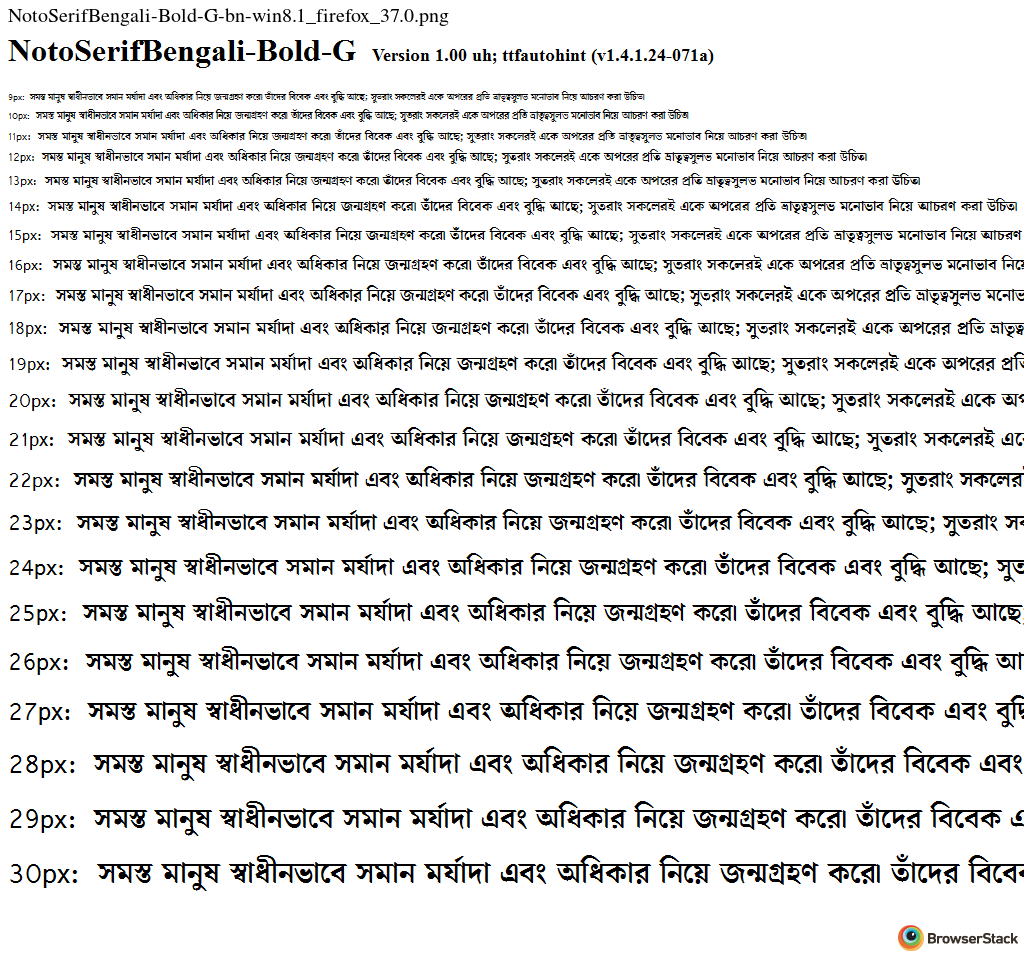 NotoSerifBengali-Bold-G-bn-win8.1_firefox_37.0.png
NotoSerifBengali-Bold-G Version 1.00 uh; ttfautohint (v1.4.1.24-071a)
9px: সমস্ত মানুষ স্বাধীনভাবে সমান মর্যাদা এবং অধিকার নিয়ে জন্মগ্রহণ করে। তাঁদের বিবেক এবং বুদ্ধি আছে; সুতরাং সকলেরই একে অপরের প্রতি ভ্রাতৃত্বসুলভ মনোভাব নিয়ে আচরণ করা উচিত।
10px: সমস্ত মানুষ স্বাধীনভাবে সমান মর্যাদা এবং অধিকার নিয়ে জন্মগ্রহণ করে। তাঁদের বিবেক এবং বুদ্ধি আছে; সুতরাং সকলেরই একে অপরের প্রতি ভ্রাতৃত্বসুলভ মনোভাব নিয়ে আচরণ করা উচিত।
11px: সমস্ত মানুষ স্বাধীনভাবে সমান মর্যাদা এবং অধিকার নিয়ে জন্মগ্রহণ করে। তাঁদের বিবেক এবং বুদ্ধি আছে; সুতরাং সকলেরই একে অপরের প্রতি ভ্রাতৃত্বসুলভ মনোভাব নিয়ে আচরণ করা উচিত।
12px: সমস্ত মানুষ স্বাধীনভাবে সমান মর্যাদা এবং অধিকার নিয়ে জন্মগ্রহণ করে। তাঁদের বিবেক এবং বুদ্ধি আছে; সুতরাং সকলেরই একে অপরের প্রতি ভ্রাতৃত্বসুলভ মনোভাব নিয়ে আচরণ করা উচিত।
13px: সমস্ত মানুষ স্বাধীনভাবে সমান মর্যাদা এবং অধিকার নিয়ে জন্মগ্রহণ করে। তাঁদের বিবেক এবং বুদ্ধি আছে; সুতরাং সকলেরই একে অপরের প্রতি ভ্রাতৃত্বসুলভ মনোভাব নিয়ে আচরণ করা উচিত।
14px: সমস্ত মানুষ স্বাধীনভাবে সমান মর্যাদা এবং অধিকার নিয়ে জন্মগ্রহণ করে। তাঁদের বিবেক এবং বুদ্ধি আছে; সুতরাং সকলেরই একে অপরের প্রতি ভ্রাতৃত্বসুলভ মনোভাব নিয়ে আচরণ করা উচিত।
15px: সমস্ত মানুষ স্বাধীনভাবে সমান মর্যাদা এবং অধিকার নিয়ে জন্মগ্রহণ করে। তাঁদের বিবেক এবং বুদ্ধি আছে; সুতরাং সকলেরই একে অপরের প্রতি ভ্রাতৃত্বসুলভ মনোভাব নিয়ে আচরণ
16px: সমস্ত মানুষ স্বাধীনভাবে সমান মর্যাদা এবং অধিকার নিয়ে জন্মগ্রহণ করে। তাঁদের বিবেক এবং বুদ্ধি আছে; সুতরাং সকলেরই একে অপরের প্রতি ভ্রাতৃত্বসুলভ মনোভাব নিয়ে
17px: সমস্ত মানুষ স্বাধীনভাবে সমান মর্যাদা এবং অধিকার নিয়ে জন্মগ্রহণ করে। তাঁদের বিবেক এবং বুদ্ধি আছে; সুতরাং সকলেরই একে অপরের প্রতি ভ্রাতৃত্বসুলভ
18px: সমস্ত মানুষ স্বাধীনভাবে সমান মর্যাদা এবং অধিকার নিয়ে জন্মগ্রহণ করে। তাঁদের বিবেক এবং বুদ্ধি আছে; সুতরাং সকলেরই একে অপরের প্রতি
19px: সমস্ত মানুষ স্বাধীনভাবে সমান মর্যাদা এবং অধিকার নিয়ে জন্মগ্রহণ করে। তাঁদের বিবেক এবং বুদ্ধি আছে; সুতরাং সকলেরই একে অপরের প্রতি
20px: সমস্ত মানুষ স্বাধীনভাবে সমান মর্যাদা এবং অধিকার নিয়ে জন্মগ্রহণ করে। তাঁদের বিবেক এবং বুদ্ধি আছে; সুতরাং সকলেরই একে
21px: সমস্ত মানুষ স্বাধীনভাবে সমান মর্যাদা এবং অধিকার নিয়ে জন্মগ্রহণ করে। তাঁদের বিবেক এবং বুদ্ধি আছে; সুতরাং সকলেরই
22px: সমস্ত মানুষ স্বাধীনভাবে সমান মর্যাদা এবং অধিকার নিয়ে জন্মগ্রহণ করে। তাঁদের বিবেক এবং বুদ্ধি আছে; সুতরাং সকলের
23px: সমস্ত মানুষ স্বাধীনভাবে সমান মর্যাদা এবং অধিকার নিয়ে জন্মগ্রহণ করে। তাঁদের বিবেক এবং বুদ্ধি আছে; সুতরাং
24px: সমস্ত মানুষ স্বাধীনভাবে সমান মর্যাদা এবং অধিকার নিয়ে জন্মগ্রহণ করে। তাঁদের বিবেক এবং বুদ্ধি আছে;
25px: সমস্ত মানুষ স্বাধীনভাবে সমান মর্যাদা এবং অধিকার নিয়ে জন্মগ্রহণ করে। তাঁদের বিবেক এবং বুদ্ধি আছে;
26px: সমস্ত মানুষ স্বাধীনভাবে সমান মর্যাদা এবং অধিকার নিয়ে জন্মগ্রহণ করে। তাঁদের বিবেক এবং বুদ্ধি আ
27px: সমস্ত মানুষ স্বাধীনভাবে সমান মর্যাদা এবং অধিকার নিয়ে জন্মগ্রহণ করে। তাঁদের বিবেক এবং
28px: সমস্ত মানুষ স্বাধীনভাবে সমান মর্যাদা এবং অধিকার নিয়ে জন্মগ্রহণ করে। তাঁদের বিবেক এবং
29px: সমস্ত মানুষ স্বাধীনভাবে সমান মর্যাদা এবং অধিকার নিয়ে জন্মগ্রহণ করে। তাঁদের বিবেক
30px: সমস্ত মানুষ স্বাধীনভাবে সমান মর্যাদা এবং অধিকার নিয়ে জন্মগ্রহণ করে। তাঁদের
BrowserStack